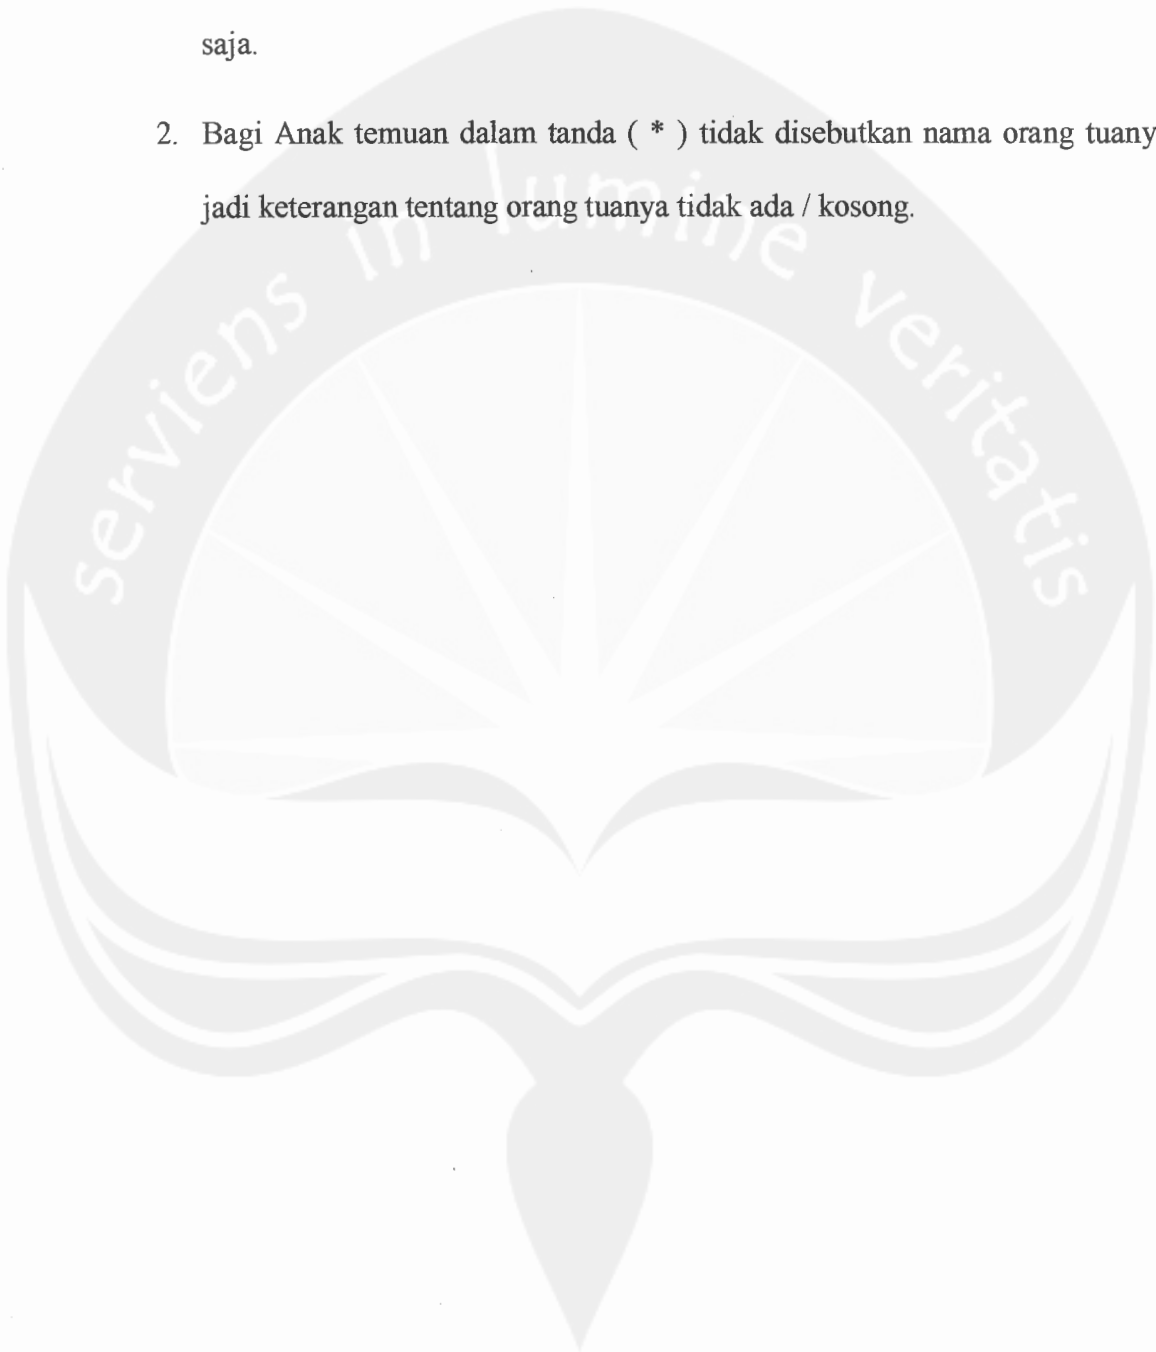 saja.
2. Bagi Anak temuan dalam tanda ( * ) tidak disebutkan nama orang tuany
jadi keterangan tentang orang tuanya tidak ada / kosong.
serviens in lumine veritatis